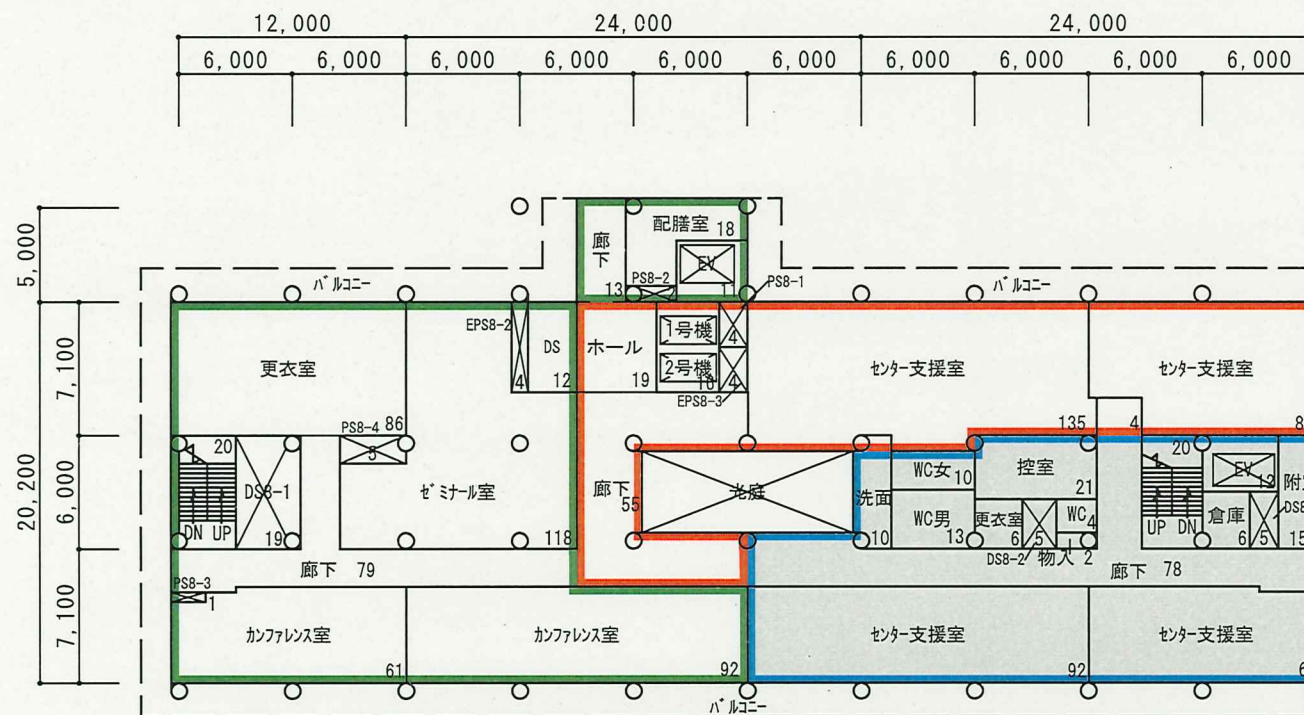 12,000
24,000
24,000
6,000
6,000
6,000
6,000
6,000
6,000
6,000
6,000
6,000
6,000
5,000
20,200
7,100
6,000
7,100
廊下
13
配膳室
18
EV
11
PS8-2
PS8-1
バルコニー
バルコニー
更衣室
86
EPS8-2
4
DS
12
ホール
19
1号機
2号機
10
4
4
EPS8-3
センター支援室
135
4
センター支援室
8
PS8-4
5
20
DN UP
DS8-1
19
ゼミナール室
118
廊下
55
光庭
洗面
10
WC女
10
WC男
13
控室
21
更衣室
6
5
DS8-2
WC
4
物入 2
20
UP DN
EV
12
倉庫
6
5
DS8
15
廊下 79
廊下 78
PS8-3
1
カンファレンス室
61
カンファレンス室
92
センター支援室
92
センター支援室
6
バルコニー